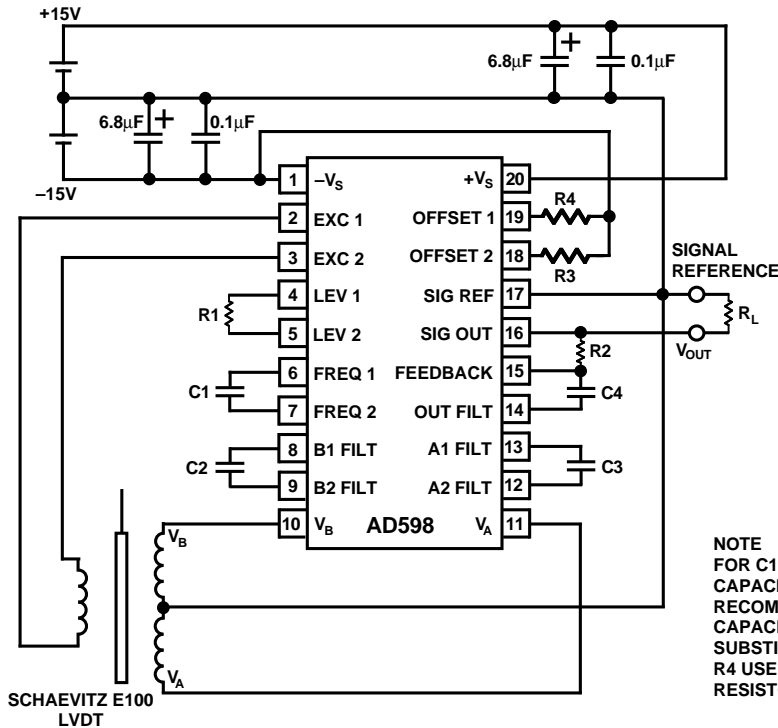 +15V
6.8µF
+
0.1µF
6.8µF
+
0.1µF
–15V
1
–VS
+VS
20
2
EXC 1
OFFSET 1
19
R4
3
EXC 2
OFFSET 2
18
R3
SIGNAL
REFERENCE
R1
4
LEV 1
SIG REF
17
RL
5
LEV 2
SIG OUT
16
VOUT
R2
6
FREQ 1
FEEDBACK
15
C1
C4
7
FREQ 2
OUT FILT
14
8
B1 FILT
A1 FILT
13
C2
C3
9
B2 FILT
A2 FILT
12
10
VB
AD598
VA
11
VB
VA
SCHAEVITZ E100
LVDT
NOTE
FOR C1
CAPACI
RECOM
CAPACI
SUBSTI
R4 USE
RESIST